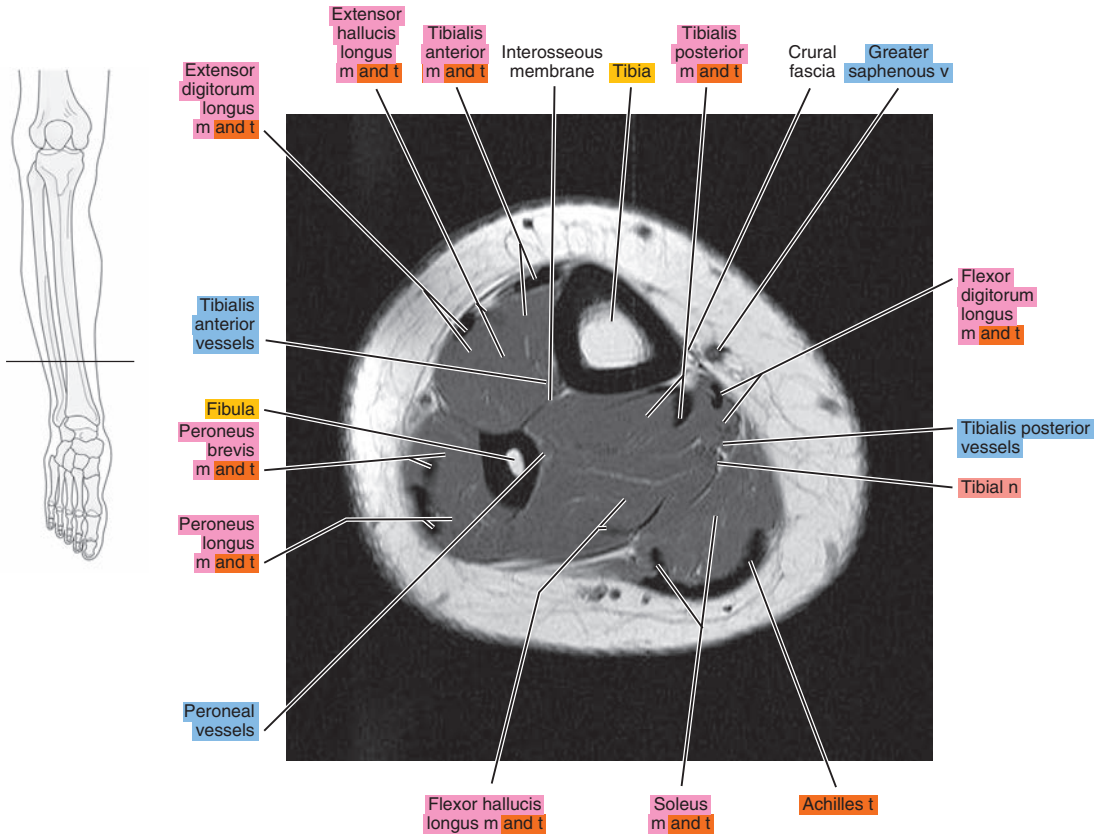 Extensor
hallucis
longus
m and t
Tibialis
anterior
m and t
Interosseous
membrane
Tibia
Tibialis
posterior
m and t
Crural
fascia
Greater
saphenous v
Extensor
digitorum
longus
m and t
Flexor
digitorum
longus
m and t
Tibialis
anterior
vessels
Fibula
Peroneus
brevis
m and t
Tibialis posterior
vessels
Tibial n
Peroneus
longus
m and t
Peroneal
vessels
Flexor hallucis
longus m and t
Soleus
m and t
Achilles t